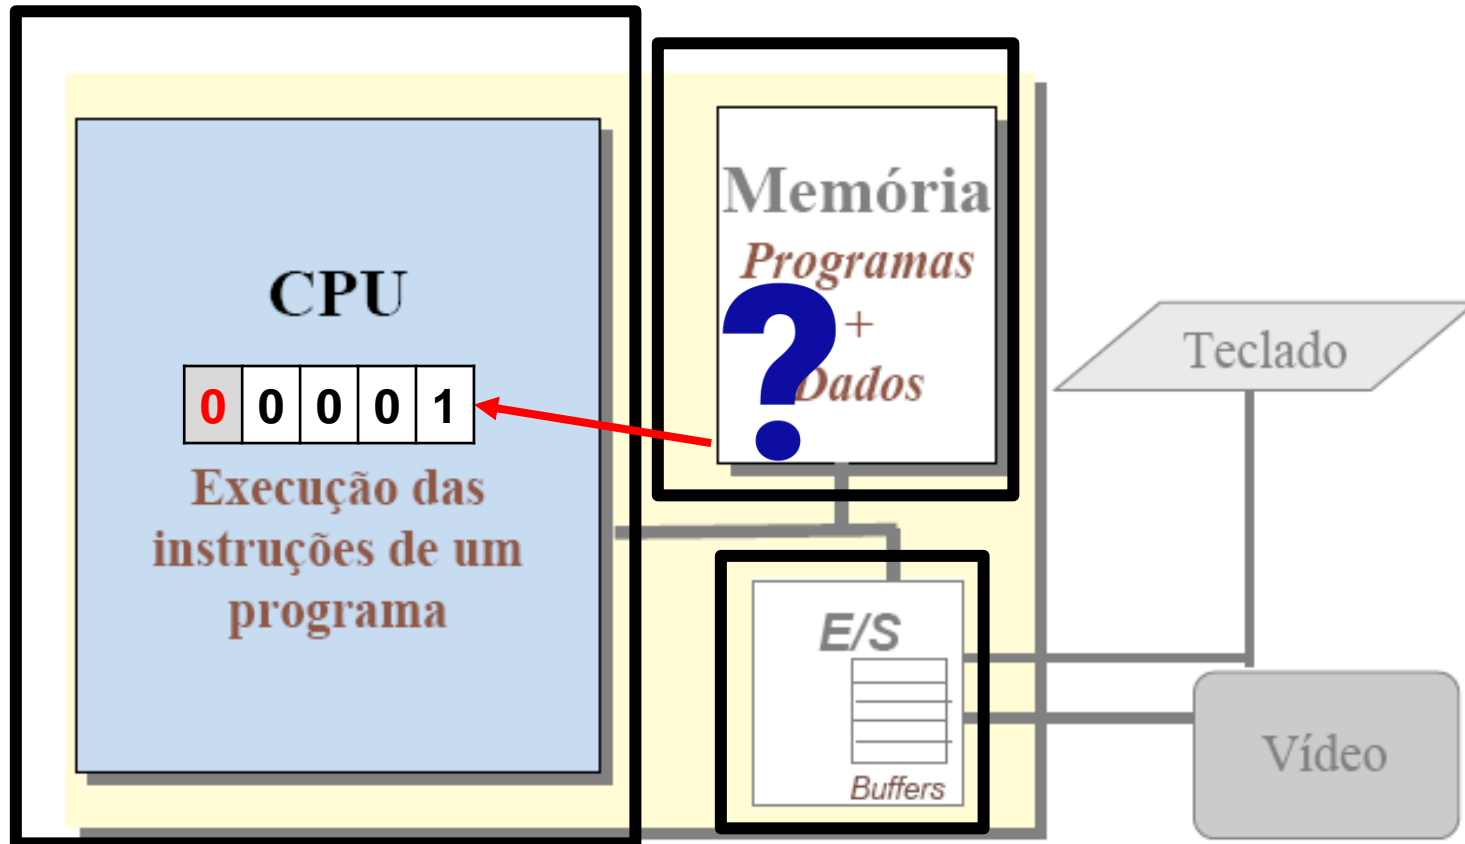 CPU
0 0 0 0 1
Execução das
instruções de um
programa
Memória
Programas
?
+
Dados
E/S
Buffers
Teclado
Vídeo